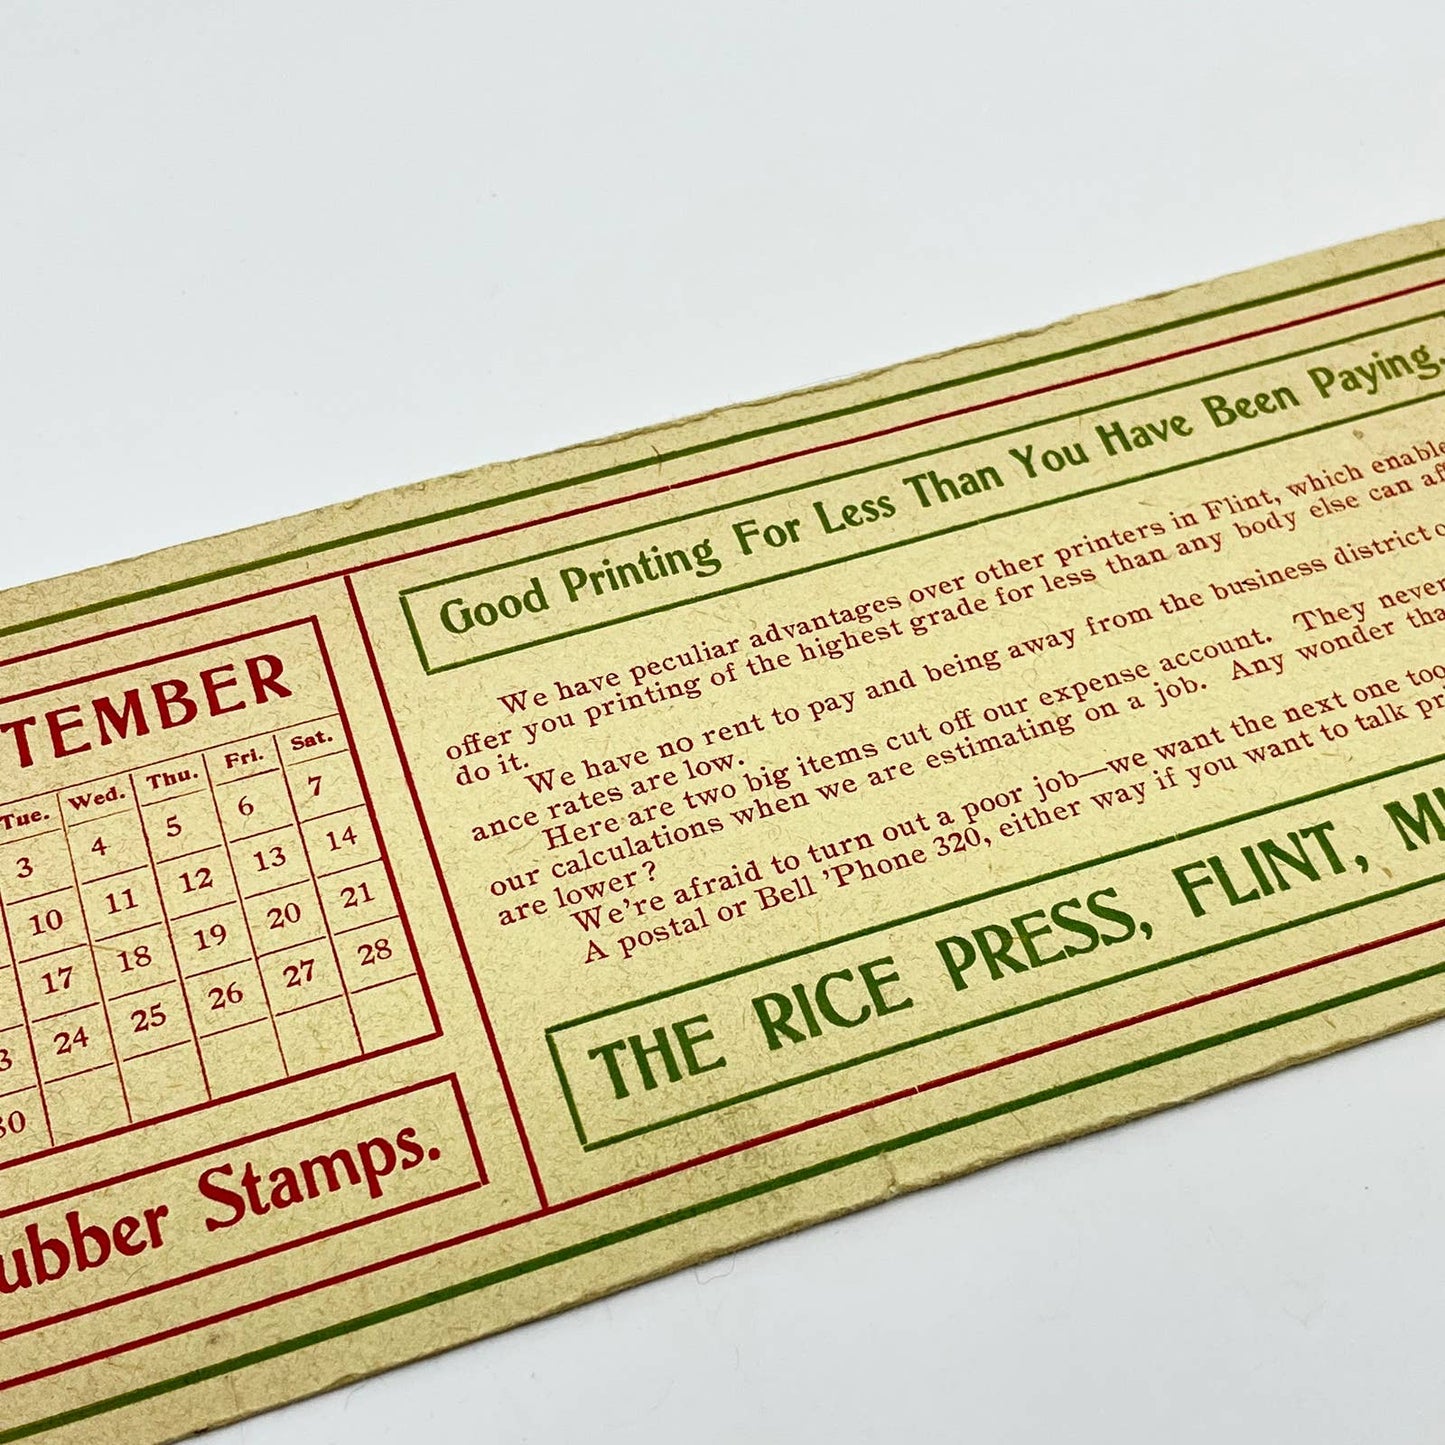 TEMBER
Tue. Wed. Thu. Fri. Sat.
3 4 5 6 7
10 11 12 13 14
17 18 19 20 21
3 24 25 26 27 28
30
ubber Stamps.
Good Printing For Less Than You Have Been Paying.
We have peculiar advantages over other printers in Flint, which enable
offer you printing of the highest grade for less than any body else can af
do it.
We have no rent to pay and being away from the business district o
ance rates are low.
Here are two big items cut off our expense account. They never
our calculations when we are estimating on a job. Any wonder tha
are lower?
We're afraid to turn out a poor job—we want the next one too
A postal or Bell 'Phone 320, either way if you want to talk pr
THE RICE PRESS, FLINT, MI